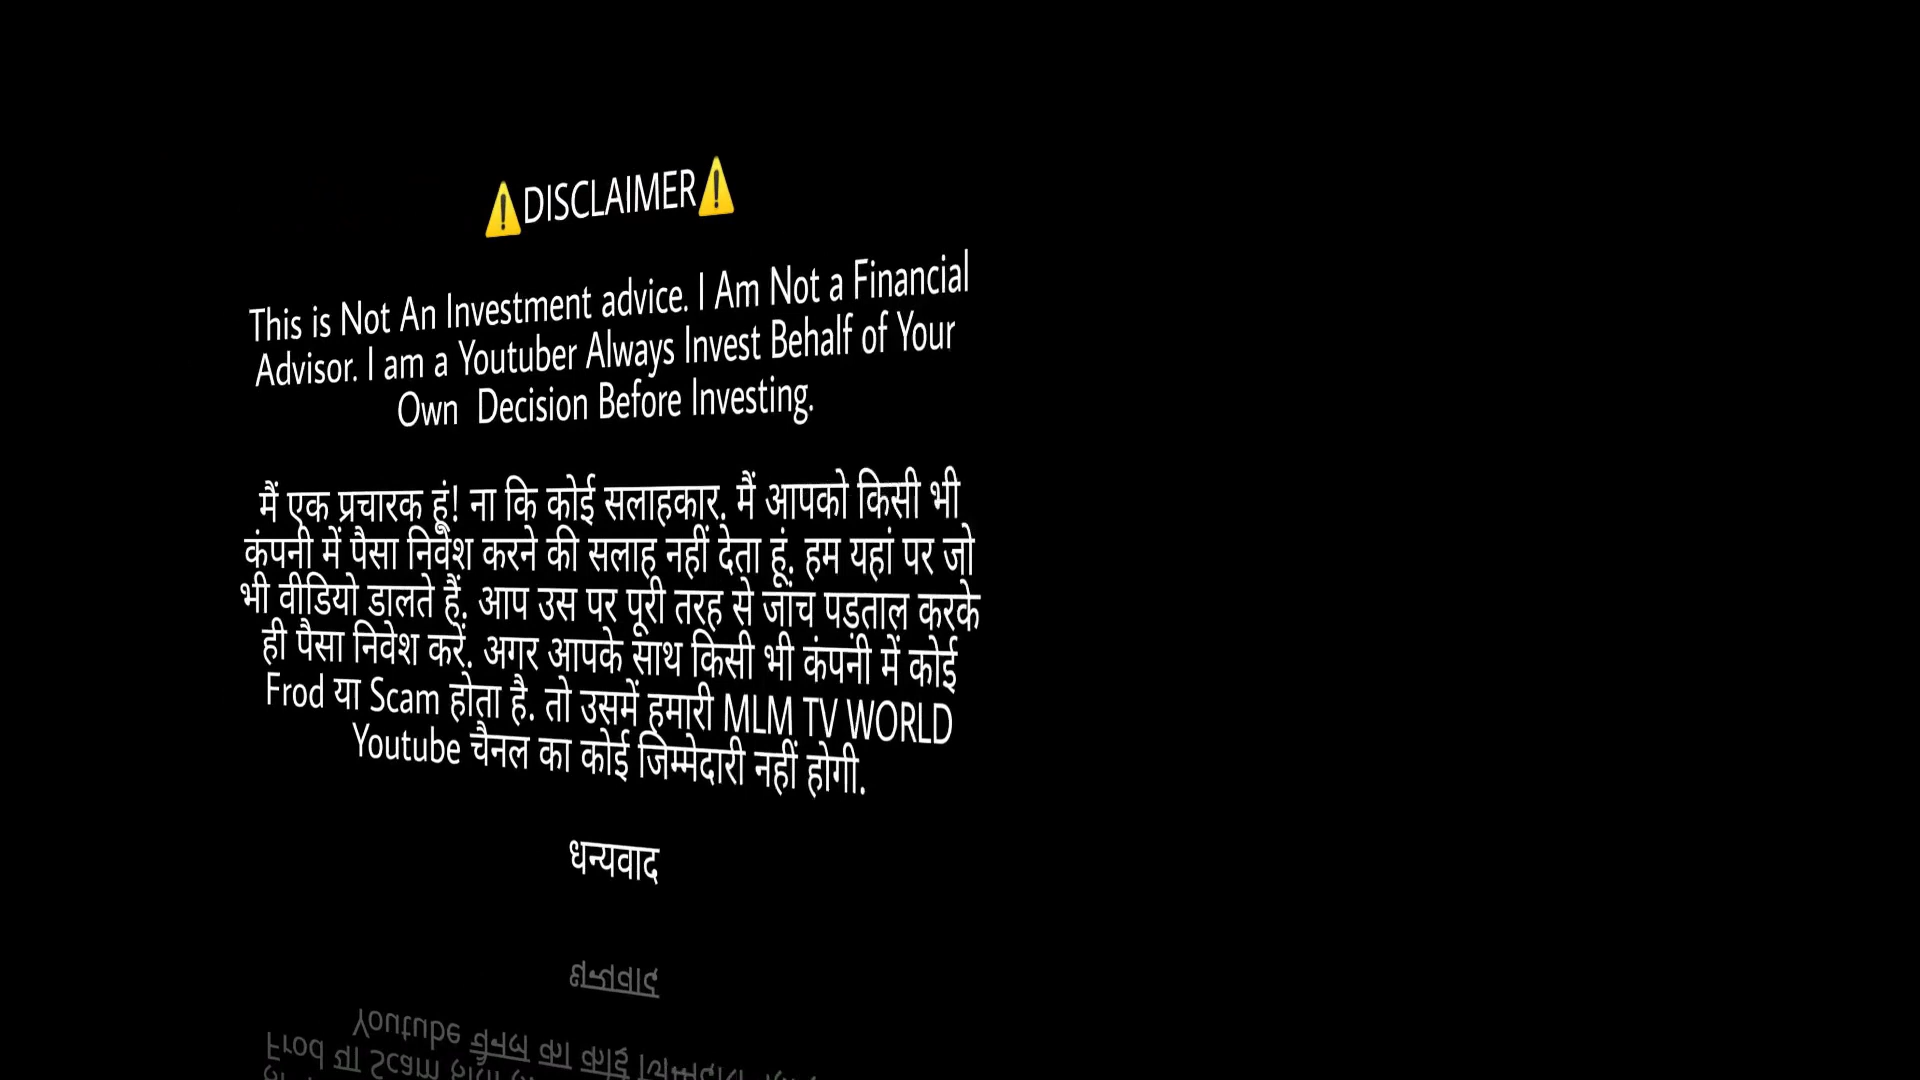 ⚠️DISCLAIMER⚠️
This is Not An Investment advice. I Am Not a Financial
Advisor. I am a Youtuber Always Invest Behalf of Your
Own  Decision Before Investing.
मैं एक प्रचारक हूं! ना कि कोई सलाहकार. मैं आपको किसी भी
कंपनी में पैसा निवेश करने की सलाह नहीं देता हूं. हम यहां पर जो
भी वीडियो डालते हैं. आप उस पर पूरी तरह से जांच पड़ताल करके
ही पैसा निवेश करें. अगर आपके साथ किसी भी कंपनी में कोई
Frod या Scam होता है. तो उसमें हमारी MLM TV WORLD
Youtube चैनल का कोई जिम्मेदारी नहीं होगी.
धन्यवाद